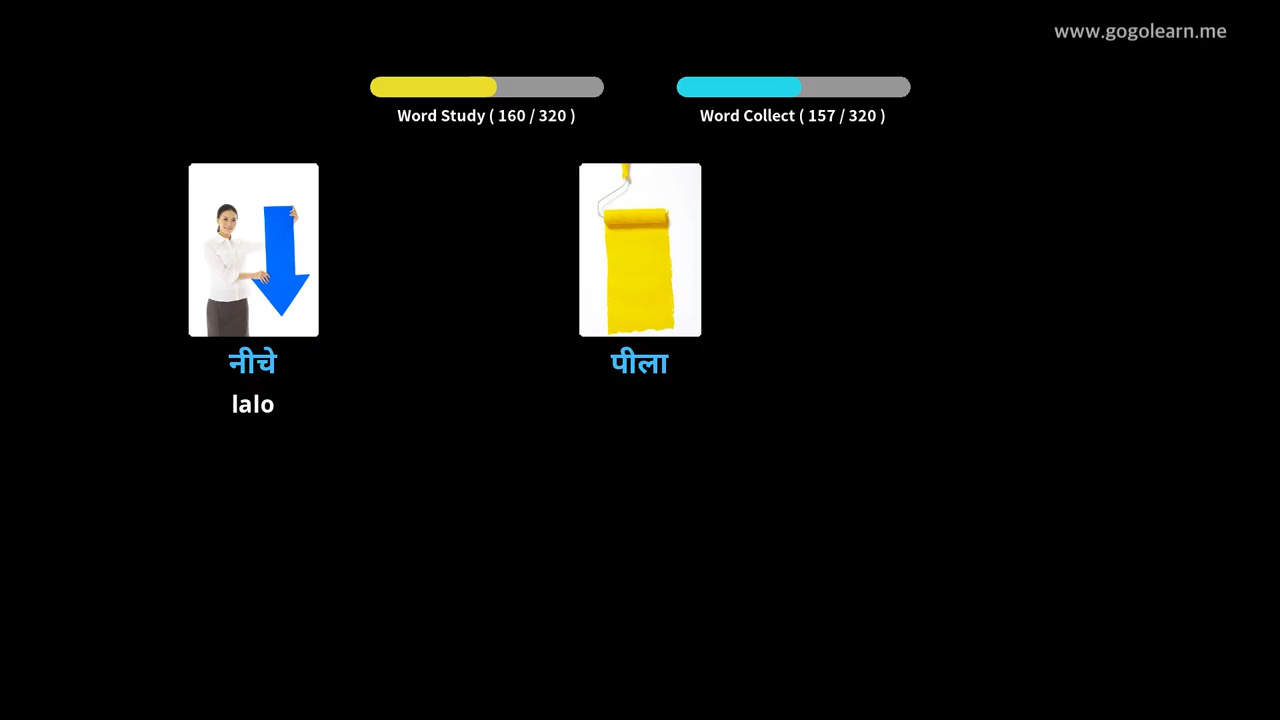 www.gogolearn.me
Word Study ( 160 / 320 )
Word Collect ( 157 / 320 )
नीचे
पीला
lalo